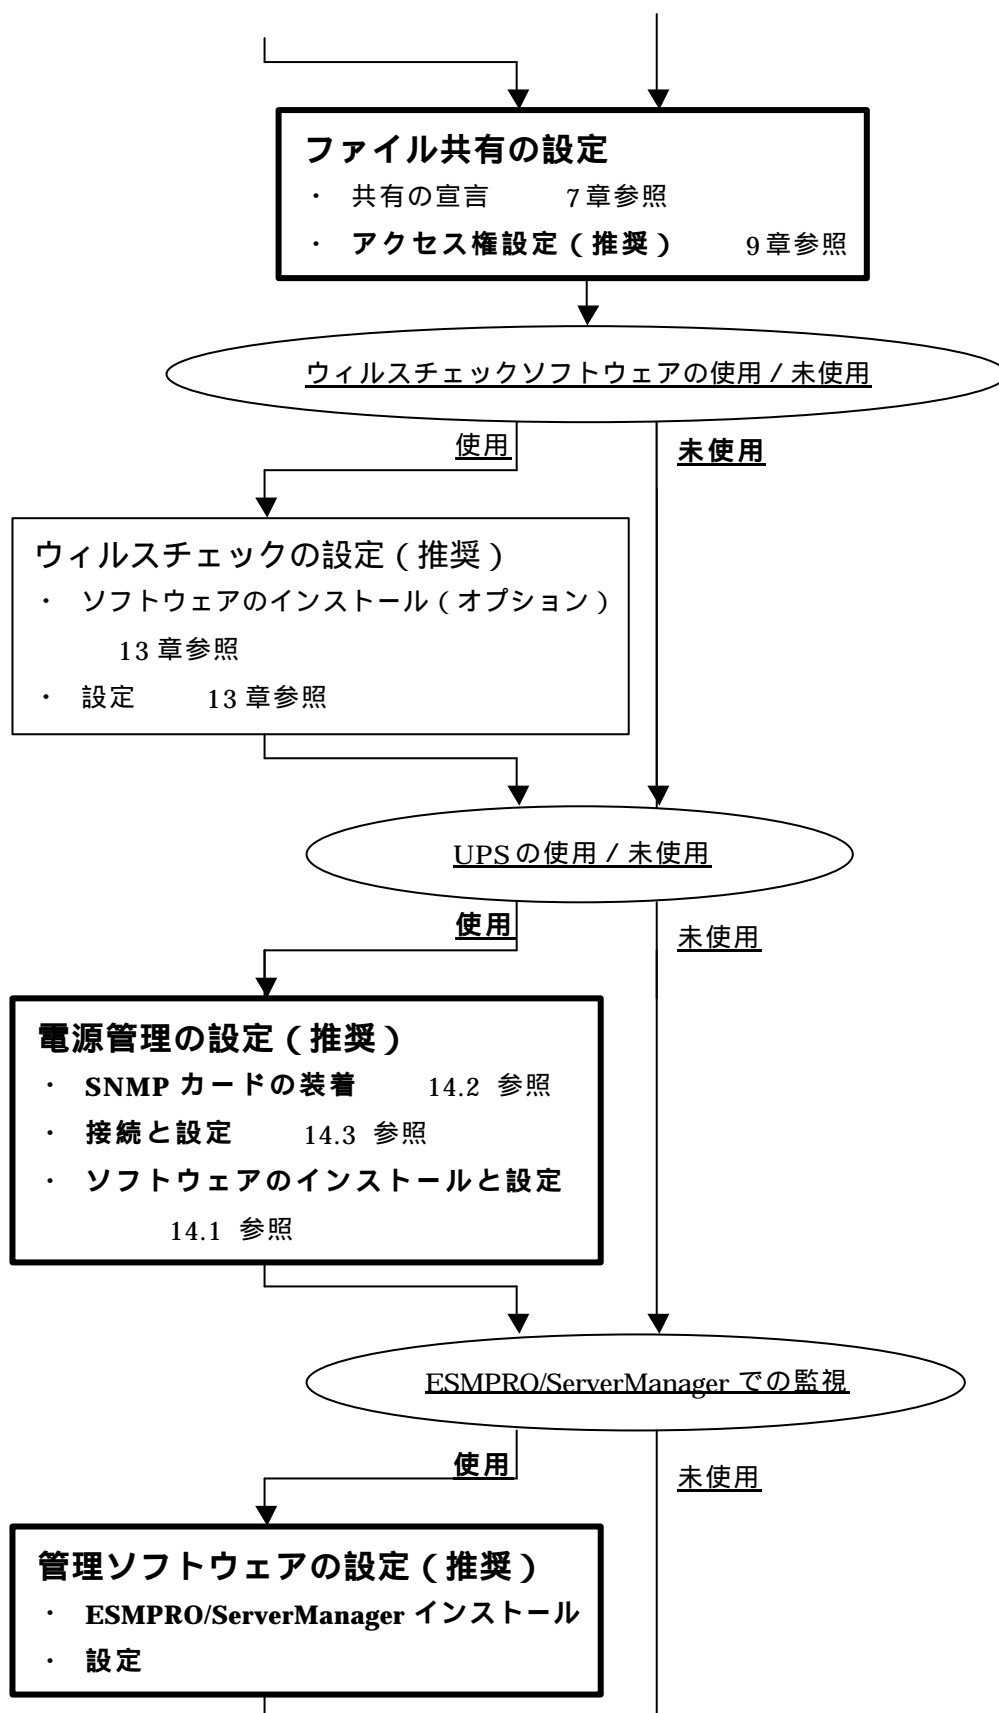 ファイル共有の設定
・ 共有の宣言 7章参照
・ アクセス権設定（推奨） 9章参照
ウィルスチェックソフトウェアの使用／未使用
使用
未使用
ウィルスチェックの設定（推奨）
・ ソフトウェアのインストール（オプション）
13章参照
・ 設定 13章参照
UPSの使用／未使用
使用
未使用
電源管理の設定（推奨）
・ SNMP カードの装着 14.2 参照
・ 接続と設定 14.3 参照
・ ソフトウェアのインストールと設定
14.1 参照
ESMPRO/ServerManager での監視
使用
未使用
管理ソフトウェアの設定（推奨）
・ ESMPRO/ServerManager インストール
・ 設定